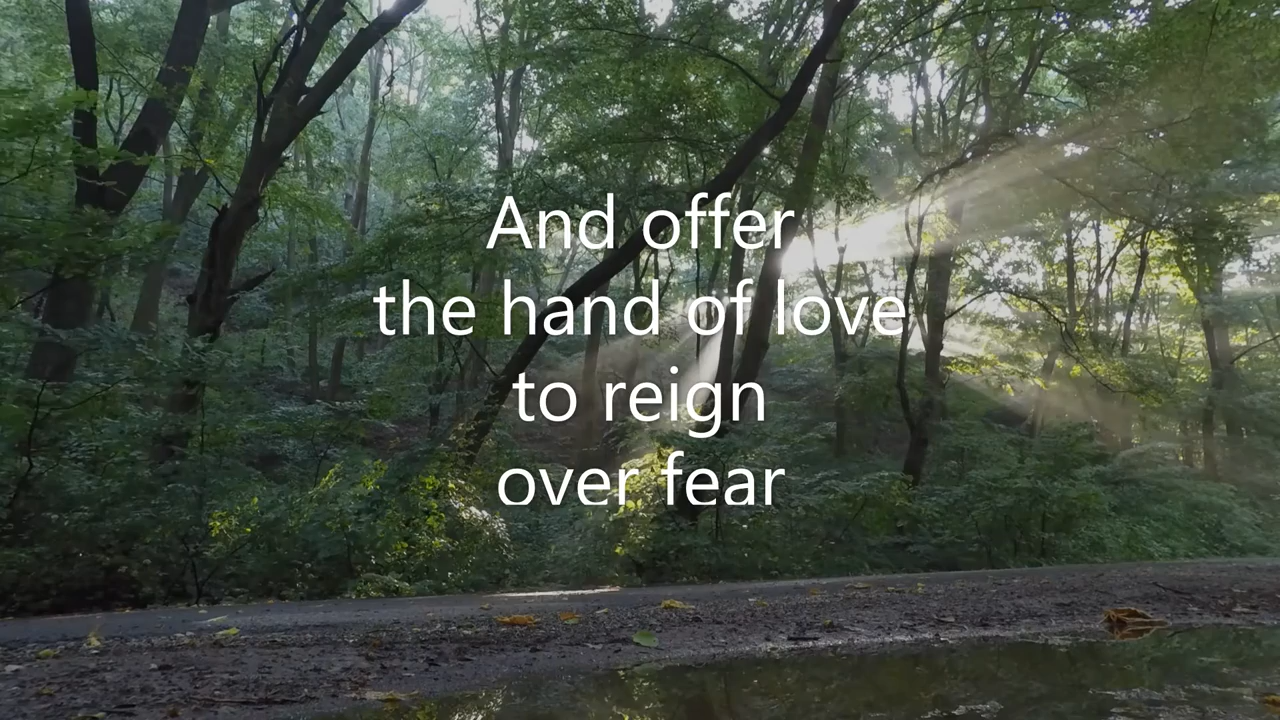 And offer
the hand of love
to reign
over fear